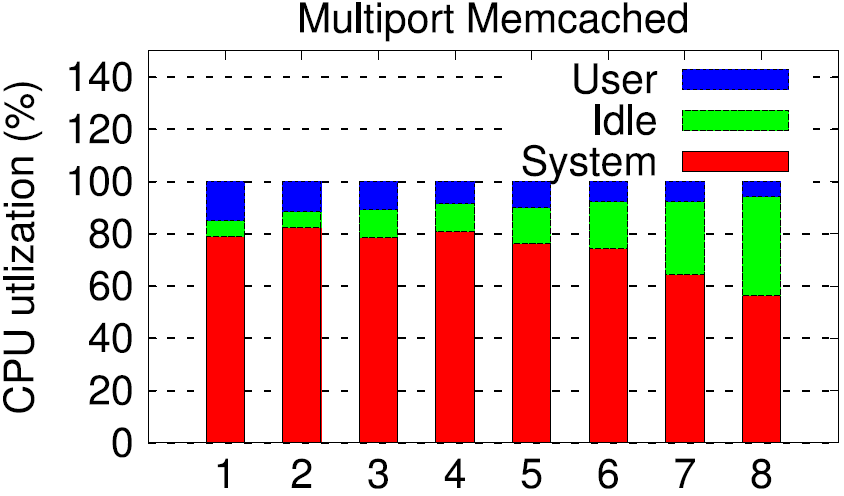 Multiport Memcached
CPU utlization (%)
140
120
100
80
60
40
20
0
User
Idle
System
1 2 3 4 5 6 7 8